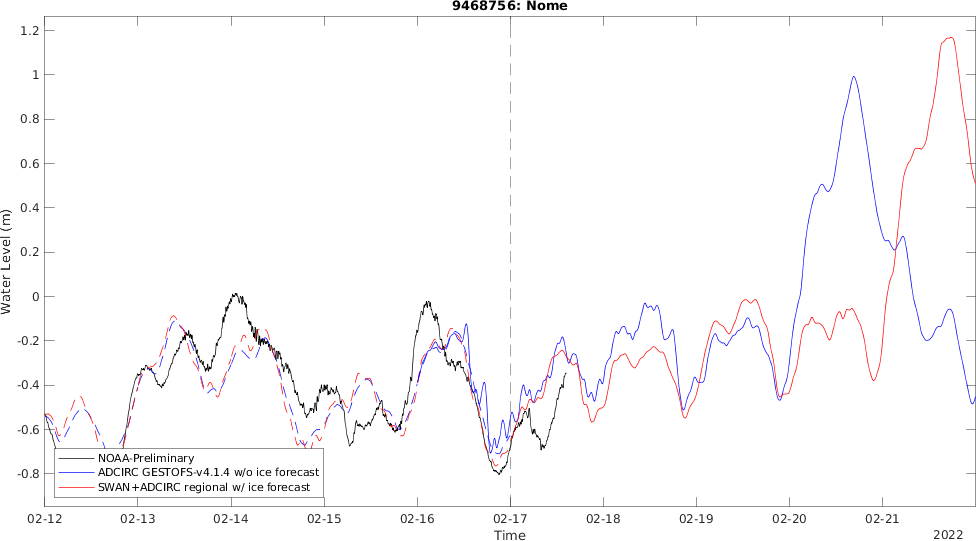 9468756: Nome
1.2
1
0.8
0.6
0.4
0.2
0
-0.2
-0.4
-0.6
-0.8
Water Level (m)
NOAA-Preliminary
ADCIRC GESTOFS-v4.1.4 w/o ice forecast
SWAN+ADCIRC regional w/ ice forecast
02-12 02-13 02-14 02-15 02-16 02-17 02-18 02-19 02-20 02-21
Time
2022